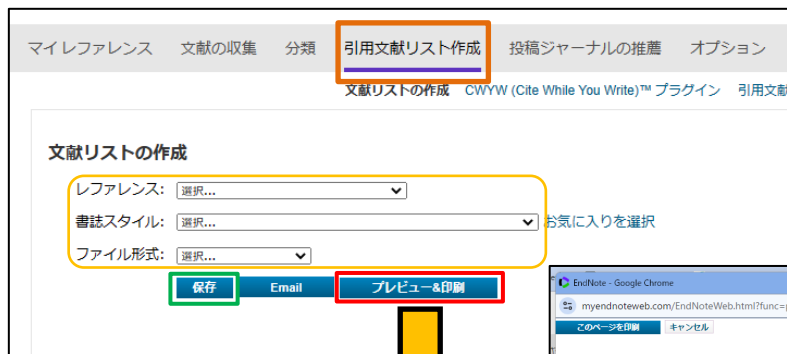 マイ レファレンス 文献の収集 分類 引用文献リスト作成 投稿ジャーナルの推薦 オプション
文献リストの作成 CWYW (Cite While You Write)™ プラグイン 引用文献
文献リストの作成
レファレンス: 選択...
書誌スタイル: 選択... お気に入りを選択
ファイル形式: 選択...
保存 Email プレビュー&印刷
EndNote - Google Chrome
myendnoteweb.com/EndNoteWeb.html?func=
このページを印刷 キャンセル